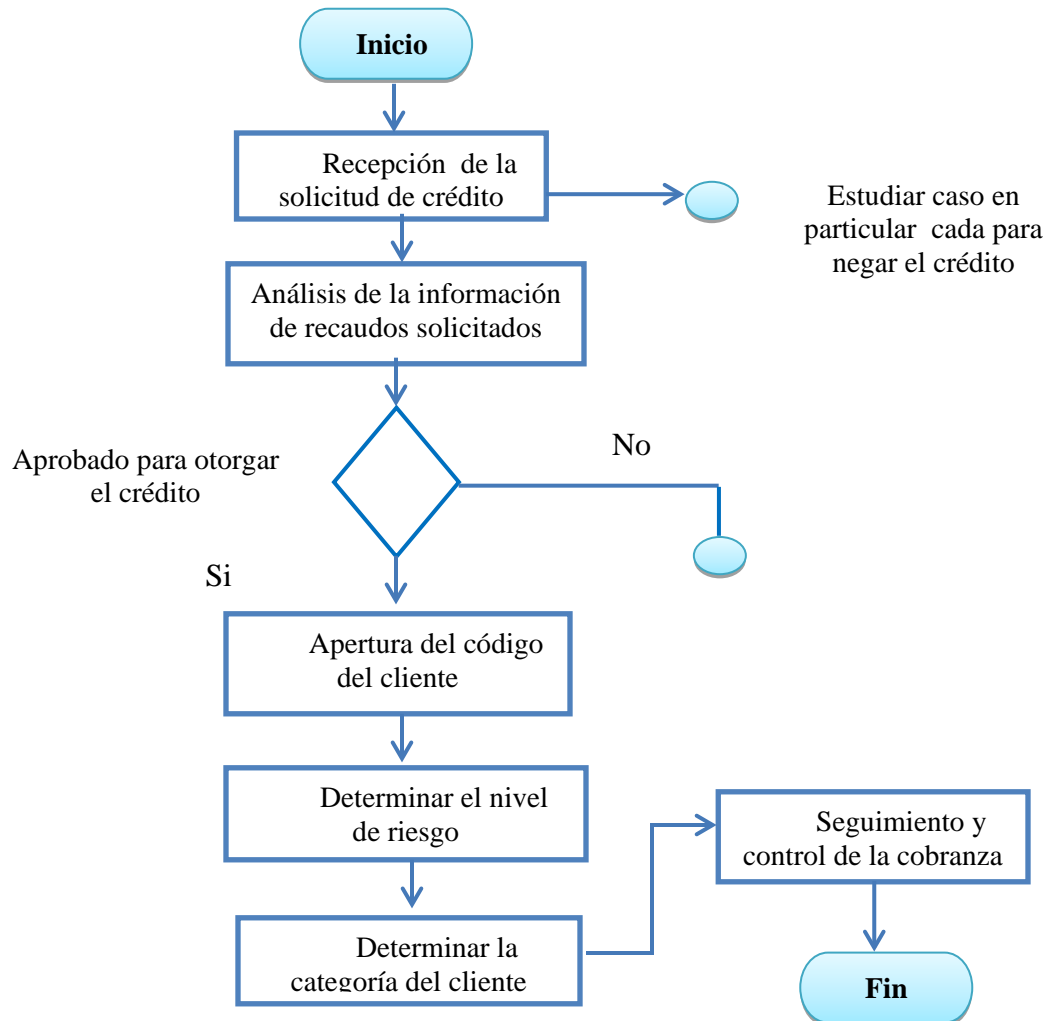 Inicio
Recepción de la
solicitud de crédito
Estudiar caso en
particular cada para
negar el crédito
Análisis de la información
de recaudos solicitados
Aprobado para otorgar
el crédito
No
Si
Apertura del código
del cliente
Determinar el nivel
de riesgo
Determinar la
categoría del cliente
Seguimiento y
control de la cobranza
Fin